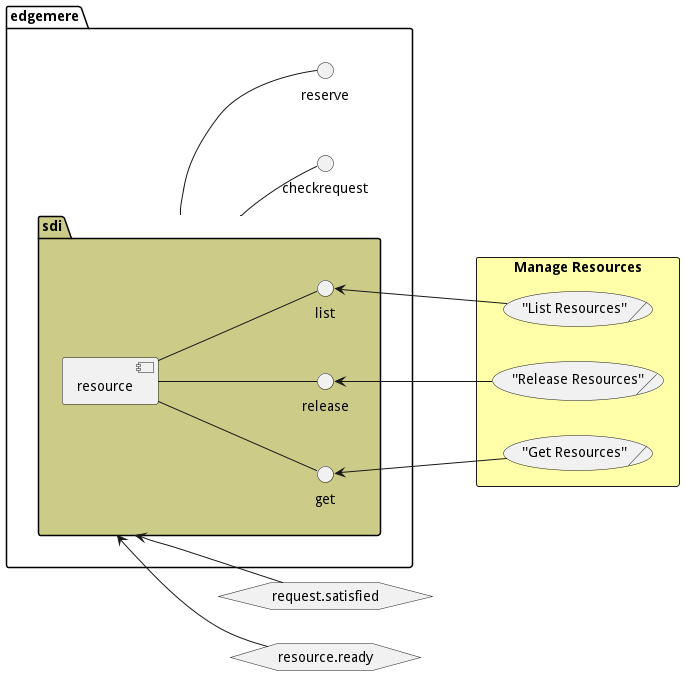 edgemere
reserve
checkrequest
sdi
Manage Resources
list
"List Resources"
resource
release
"Release Resources"
get
"Get Resources"
request.satisfied
resource.ready